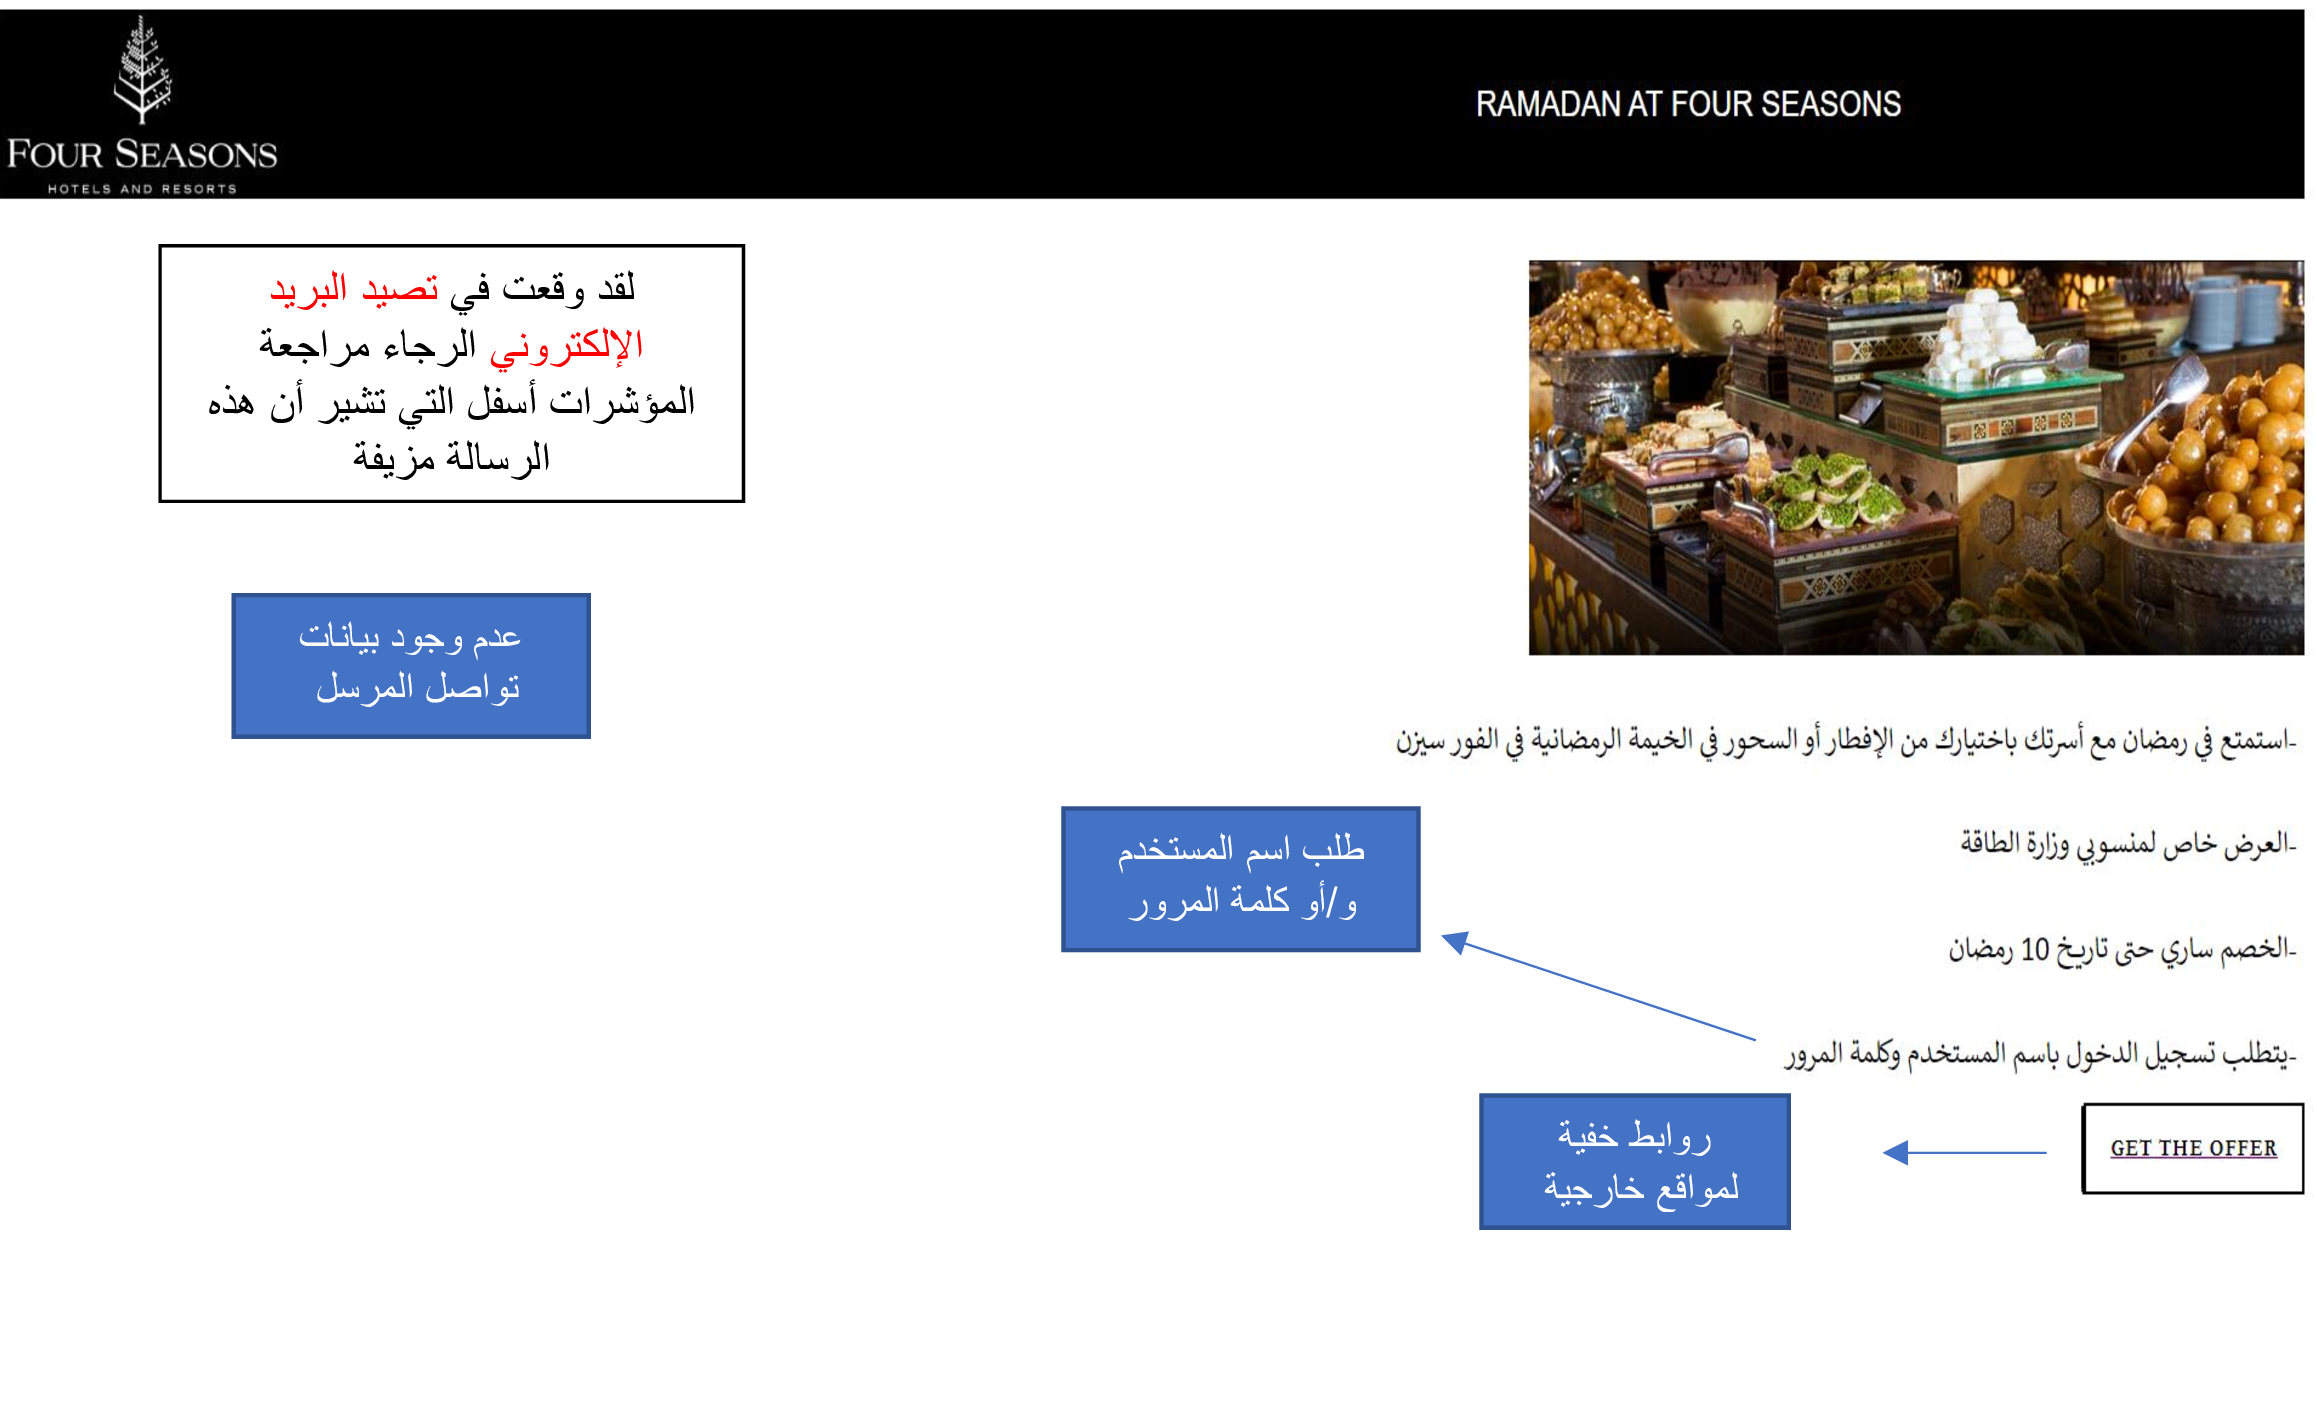 FOUR SEASONS
HOTELS AND RESORTS
RAMADAN AT FOUR SEASONS
لقد وقعت في تصيد البريد
الإلكتروني الرجاء مراجعة
المؤشرات أسفل التي تشير أن هذه
الرسالة مزيفة
عدم وجود بيانات
تواصل المرسل
-استمتع في رمضان مع أسرتك باختيارك من الإفطار أو السحور في الخيمة الرمضانية في الفور سيزن
-العرض خاص لمنسوبي وزارة الطاقة
طلب اسم المستخدم
و/أو كلمة المرور
-الخصم ساري حتى تاريخ 10 رمضان
-يتطلب تسجيل الدخول باسم المستخدم وكلمة المرور
GET THE OFFER
روابط خفية
لمواقع خارجية